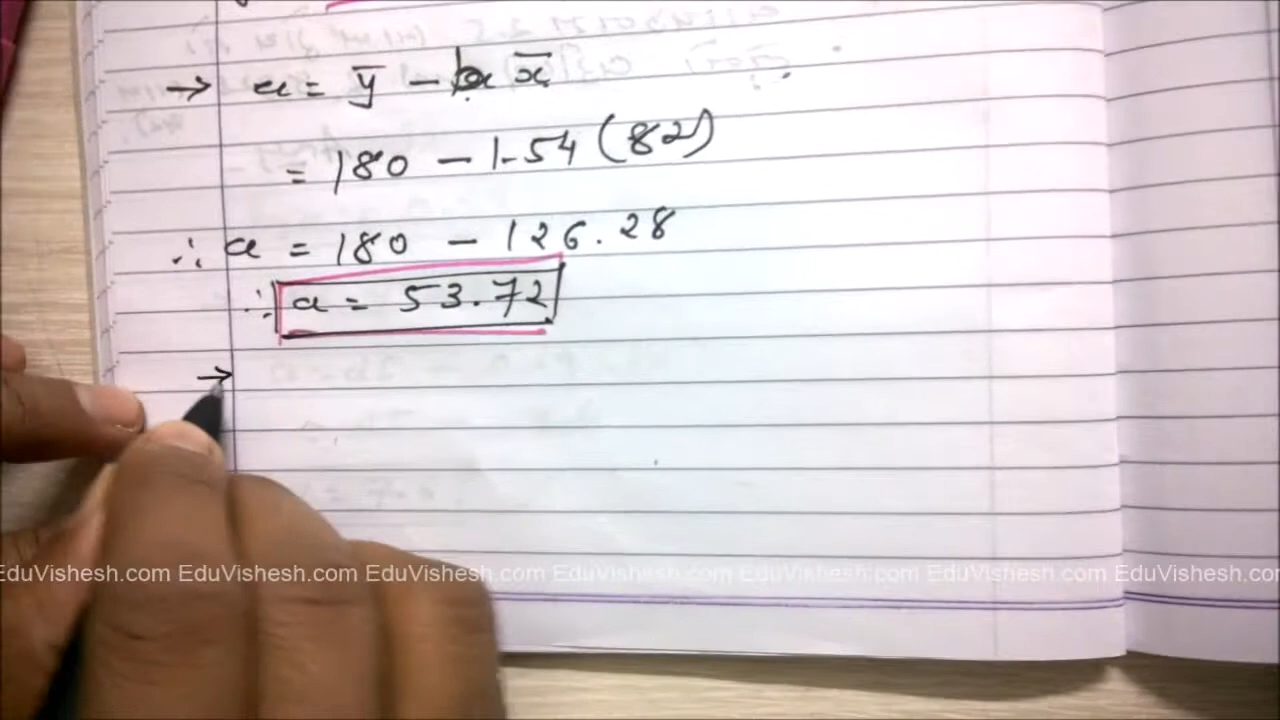 → a = ȳ − b x̄
= 180 − 1.54 (82)
∴ a = 180 − 126.28
∴ a = 53.72
→
EduVishesh.com EduVishesh.com EduVishesh.com EduVishesh.com EduVishesh.com EduVishesh.com EduVishesh.com